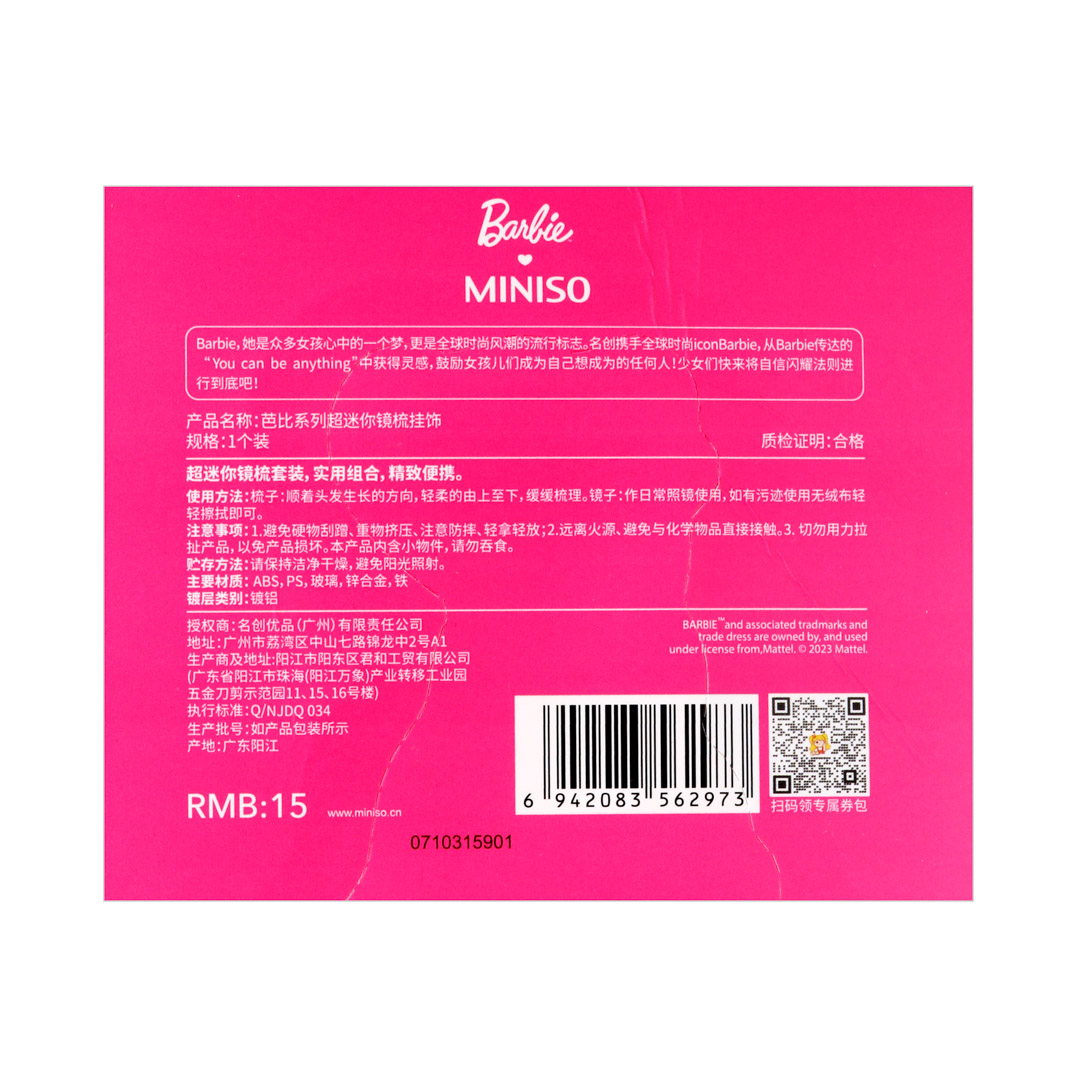 Barbie
MINISO
Barbie,她是众多女孩心中的一个梦,更是全球时尚风潮的流行标志。名创携手全球时尚iconBarbie,从Barbie传达的
“You can be anything”中获得灵感,鼓励女孩儿们成为自己想成为的任何人!少女们快来将自信闪耀法则进
行到底吧!
产品名称:芭比系列超迷你镜梳挂饰
规格:1个装
质检证明:合格
超迷你镜梳套装,实用组合,精致便携。
使用方法:梳子:顺着头发生长的方向,轻柔的由上至下,缓缓梳理。镜子:作日常照镜使用,如有污迹使用无绒布轻
轻擦拭即可。
注意事项:1.避免硬物刮蹭、重物挤压、注意防摔、轻拿轻放;2.远离火源、避免与化学物品直接接触。3. 切勿用力拉
扯产品,以免产品损坏。本产品内含小物件,请勿吞食。
贮存方法:请保持洁净干燥,避免阳光照射。
主要材质: ABS,PS,玻璃,锌合金,铁
镀层类别:镀铝
授权商:名创优品(广州)有限责任公司
地址:广州市荔湾区中山七路锦龙中2号A1
生产商及地址:阳江市阳东区君和工贸有限公司
(广东省阳江市珠海(阳江万象)产业转移工业园
五金刀剪示范园11、15、16号楼)
执行标准:Q/NJDQ 034
生产批号:如产品包装所示
产地:广东阳江
BARBIE™and associated tradmarks and
trade dress are owned by, and used
under license from,Mattel. © 2023 Mattel.
6 942083 562973
扫码领专属券包
RMB:15 www.miniso.cn
0710315901